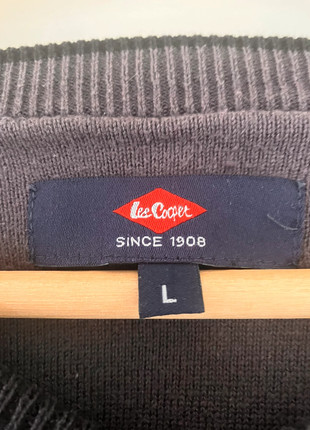 Lee Cooper
SINCE 1908
L